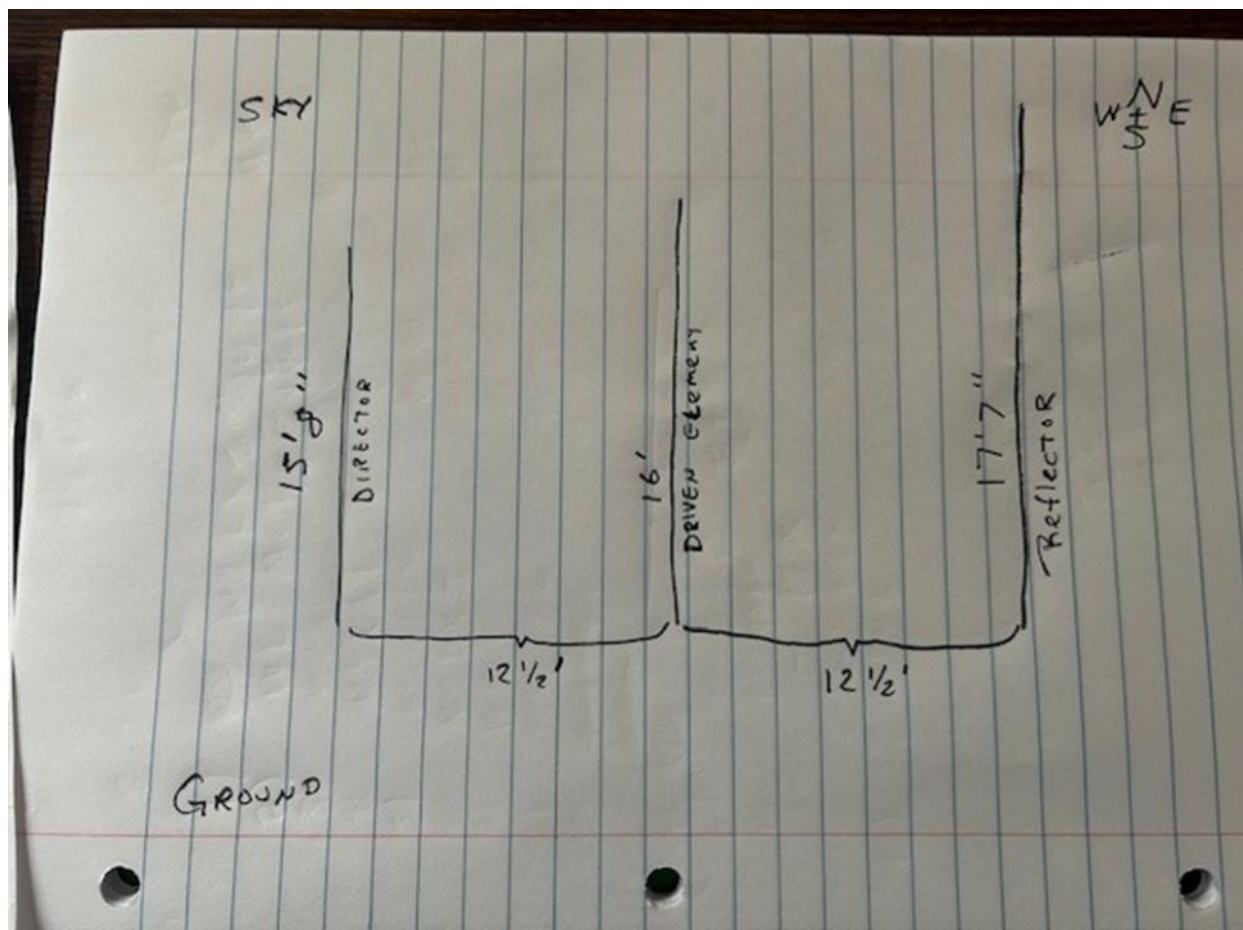 SKY
N
W + E
S
15' 8"
DIRECTOR
16'
DRIVEN ELEMENT
17' 7"
Reflector
12 1/2'
12 1/2'
GROUND